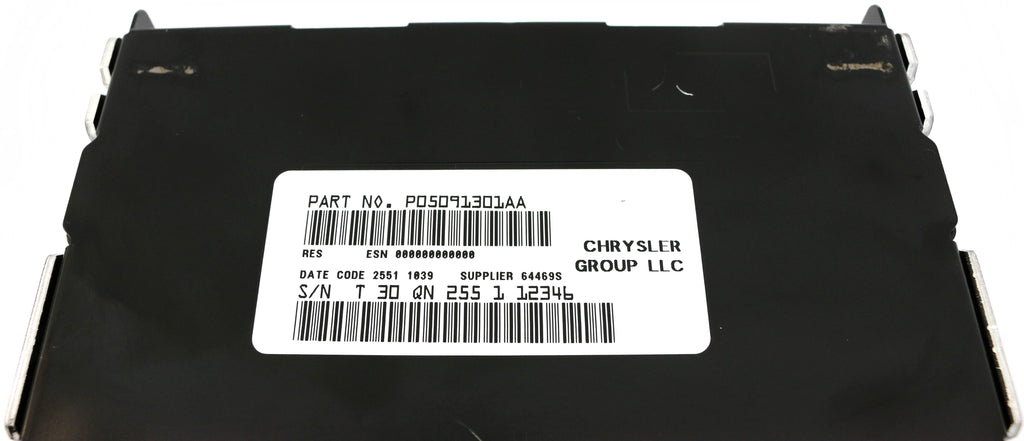 PART NO. P05091301AA
RES ESN 000000000000
CHRYSLER
GROUP LLC
DATE CODE 2551 1039 SUPPLIER 64469S
S/N T 30 QN 255 1 12346